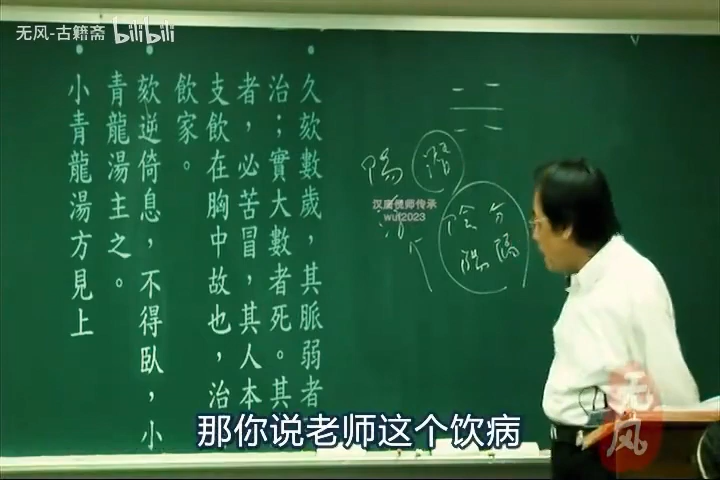 无风-古籍斋 bilibili
久欬數歲，其脈弱者
治；實大數者死。其
者，必苦冒，其人本
支飲在胸中故也，治
飲家。
欬逆倚息，不得臥，小
青龍湯主之。
小青龍湯方見上
陽
潛
陰分
汉唐倪师传承
wuf2023
无风
那你说老师这个饮病